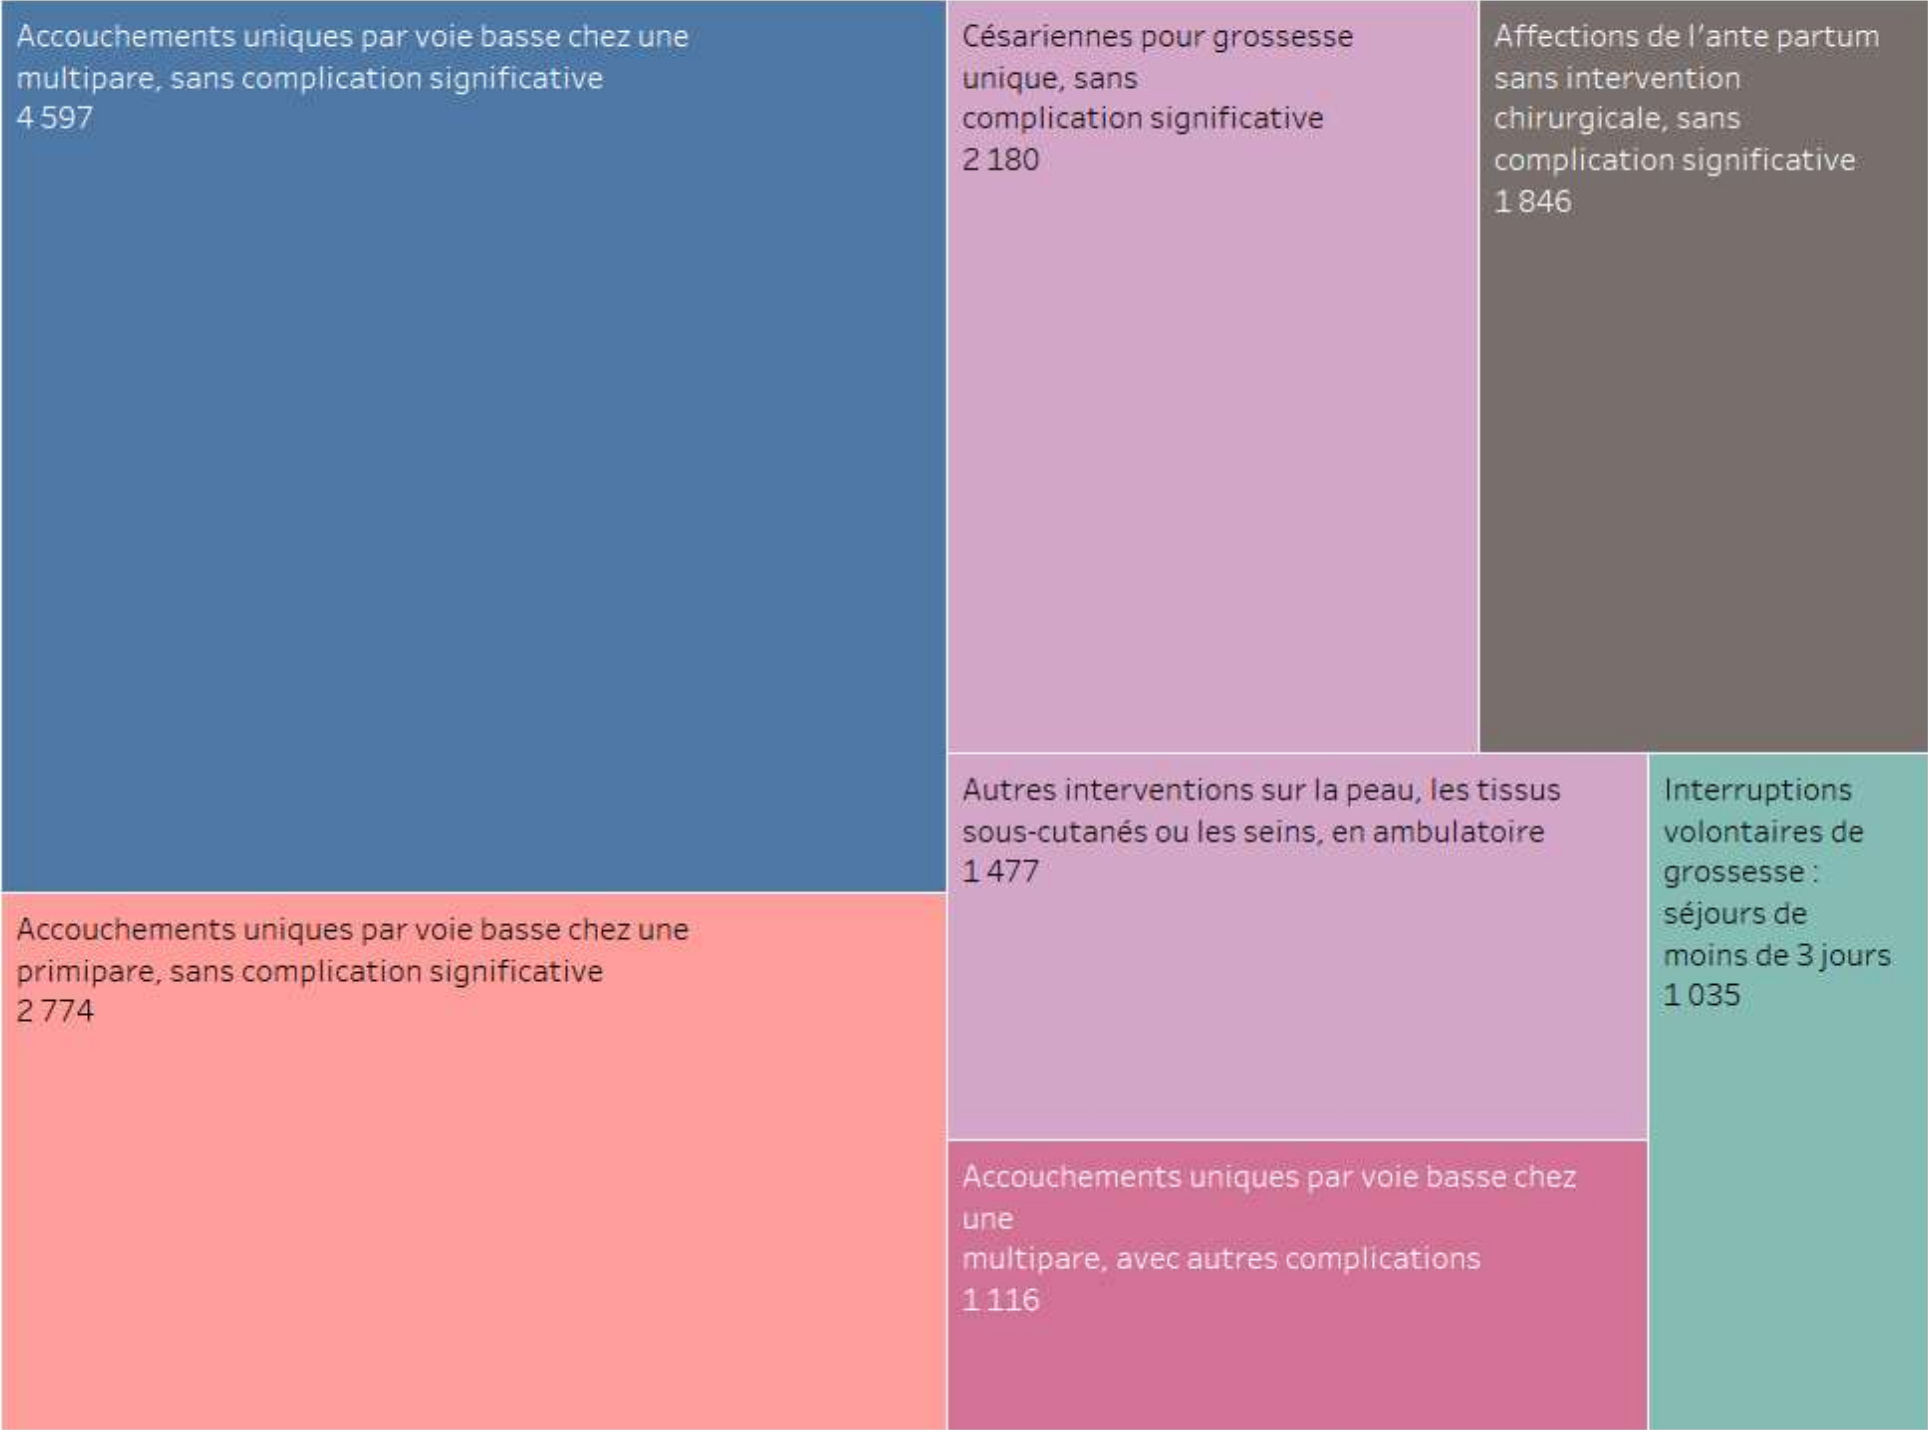 Accouchements uniques par voie basse chez une
multipare, sans complication significative
4 597
Césariennes pour grossesse
unique, sans
complication significative
2 180
Affections de l'ante partum
sans intervention
chirurgicale, sans
complication significative
1 846
Accouchements uniques par voie basse chez une
primipare, sans complication significative
2 774
Autres interventions sur la peau, les tissus
sous-cutanés ou les seins, en ambulatoire
1 477
Interruptions
volontaires de
grossesse :
séjours de
moins de 3 jours
1 035
Accouchements uniques par voie basse chez
une
multipare, avec autres complications
1 116